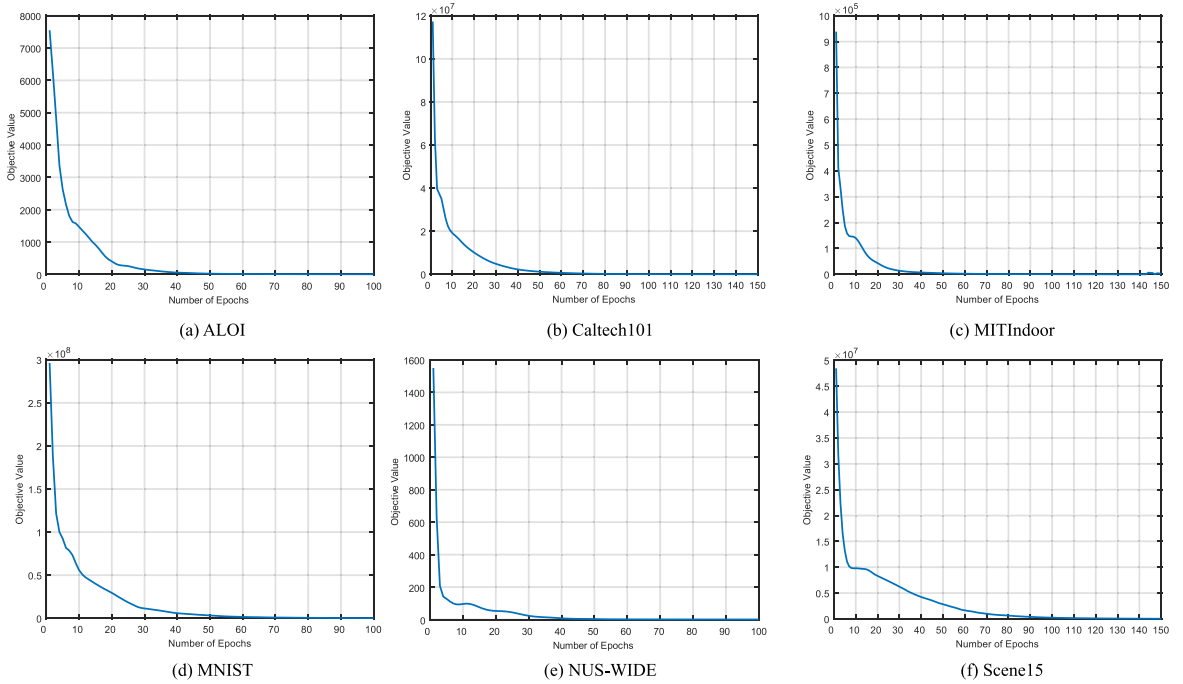 8000
7000
6000
5000
4000
3000
2000
1000
0
Objective Value
0 10 20 30 40 50 60 70 80 90 100
Number of Epochs
(a) ALOI
×10^7
12
10
8
6
4
2
0
Objective Value
0 10 20 30 40 50 60 70 80 90 100 110 120 130 140 150
Number of Epochs
(b) Caltech101
×10^5
10
9
8
7
6
5
4
3
2
1
0
Objective Value
0 10 20 30 40 50 60 70 80 90 100 110 120 130 140 150
Number of Epochs
(c) MITIndoor
×10^8
3
2.5
2
1.5
1
0.5
0
Objective Value
0 10 20 30 40 50 60 70 80 90 100
Number of Epochs
(d) MNIST
1600
1400
1200
1000
800
600
400
200
0
Objective Value
0 10 20 30 40 50 60 70 80 90 100
Number of Epochs
(e) NUS-WIDE
×10^7
5
4.5
4
3.5
3
2.5
2
1.5
1
0.5
0
Objective Value
0 10 20 30 40 50 60 70 80 90 100 110 120 130 140 150
Number of Epochs
(f) Scene15